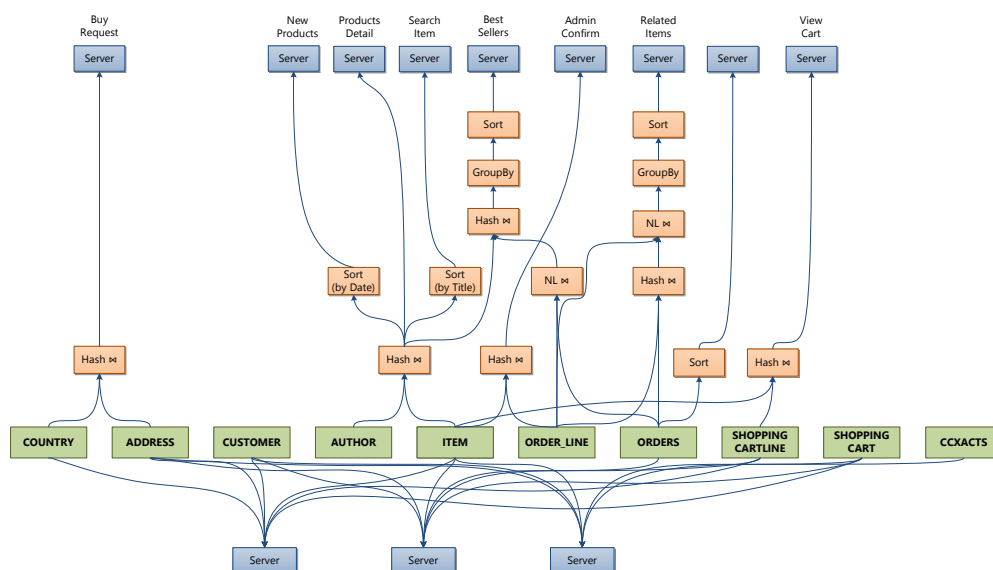 Buy
Request
New
Products
Products
Detail
Search
Item
Best
Sellers
Admin
Confirm
Related
Items
View
Cart
Server
Server
Server
Server
Server
Server
Server
Server
Server
Sort
Sort
GroupBy
GroupBy
Hash ⋈
NL ⋈
Sort
(by Date)
Sort
(by Title)
NL ⋈
Hash ⋈
Hash ⋈
Hash ⋈
Hash ⋈
Sort
Hash ⋈
COUNTRY
ADDRESS
CUSTOMER
AUTHOR
ITEM
ORDER_LINE
ORDERS
SHOPPING
CARTLINE
SHOPPING
CART
CCXACTS
Server
Server
Server